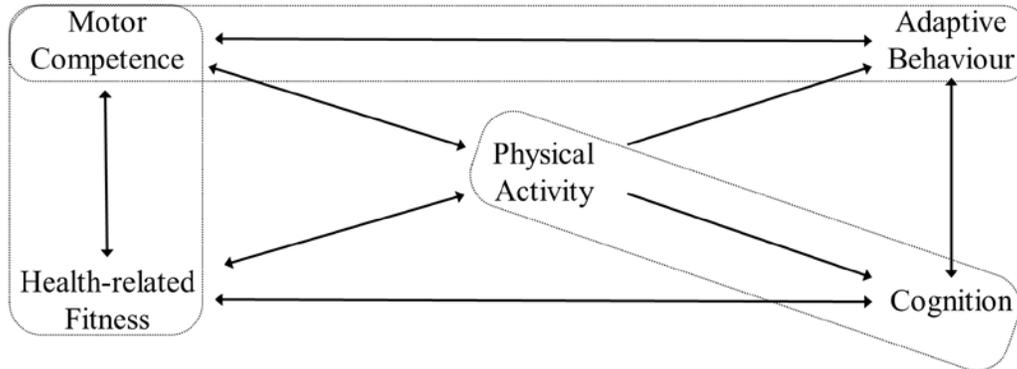 Motor
Competence
Adaptive
Behaviour
Physical
Activity
Health-related
Fitness
Cognition